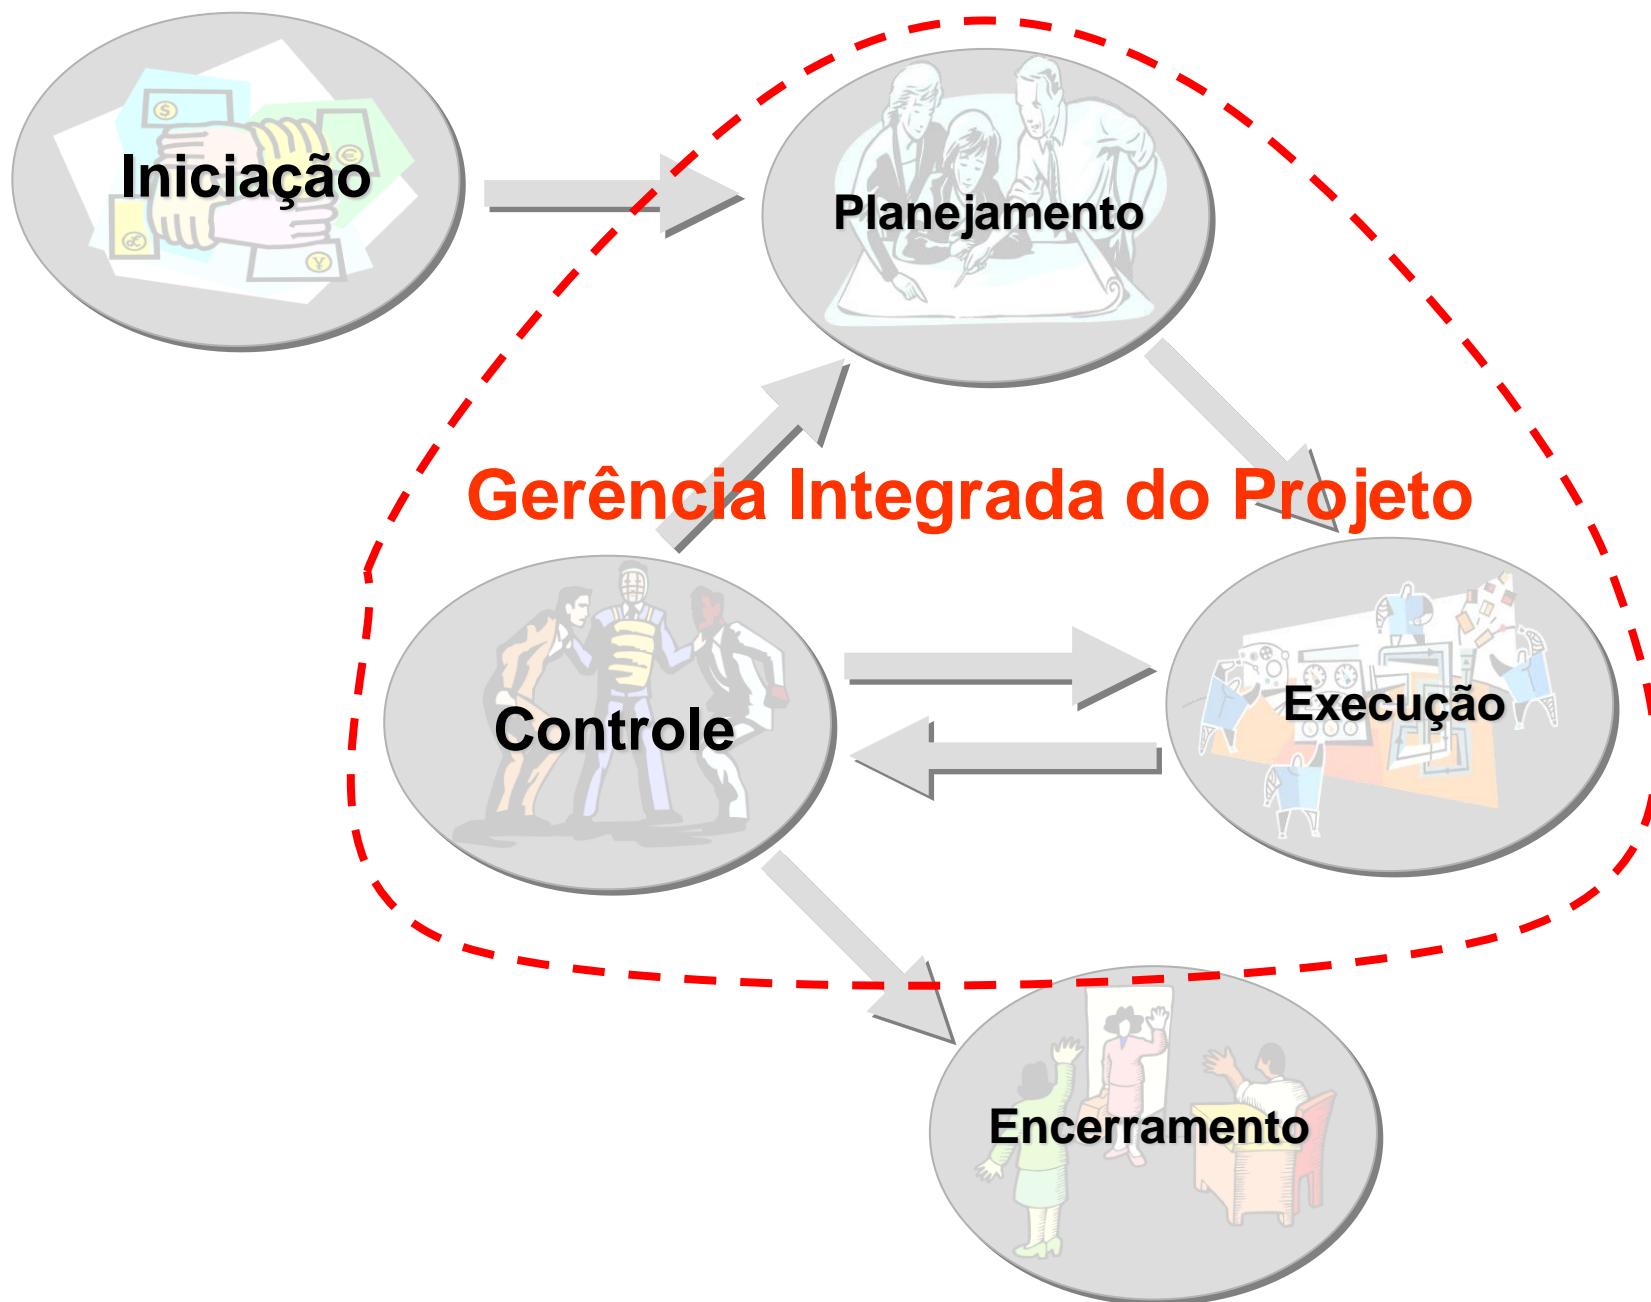 Iniciação
Planejamento
Gerência Integrada do Projeto
Controle
Execução
Encerramento